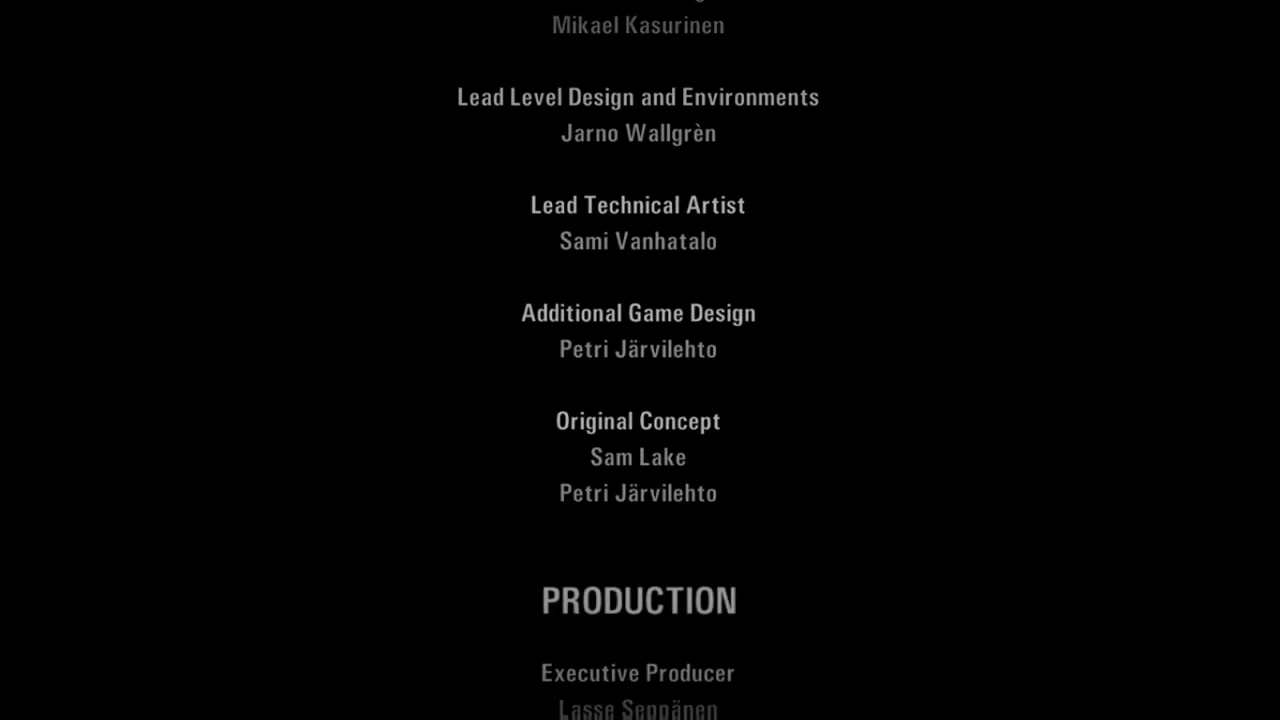 Mikael Kasurinen
Lead Level Design and Environments
Jarno Wallgrèn
Lead Technical Artist
Sami Vanhatalo
Additional Game Design
Petri Järvilehto
Original Concept
Sam Lake
Petri Järvilehto
PRODUCTION
Executive Producer
Lasse Seppänen